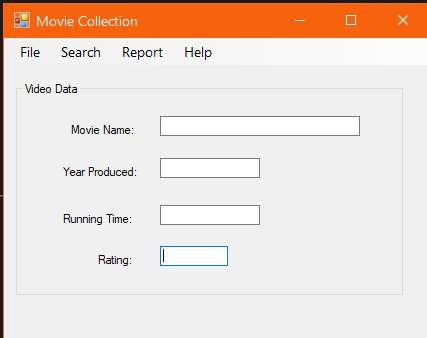 Movie Collection
File Search Report Help
Video Data
Movie Name:
Year Produced:
Running Time:
Rating: